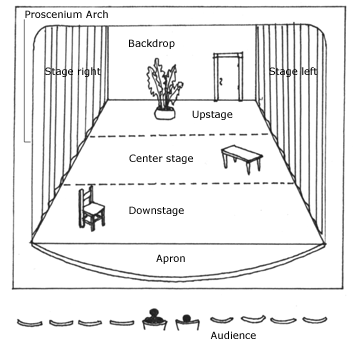 Proscenium Arch
Backdrop
Stage right
Stage left
Upstage
Center stage
Downstage
Apron
Audience